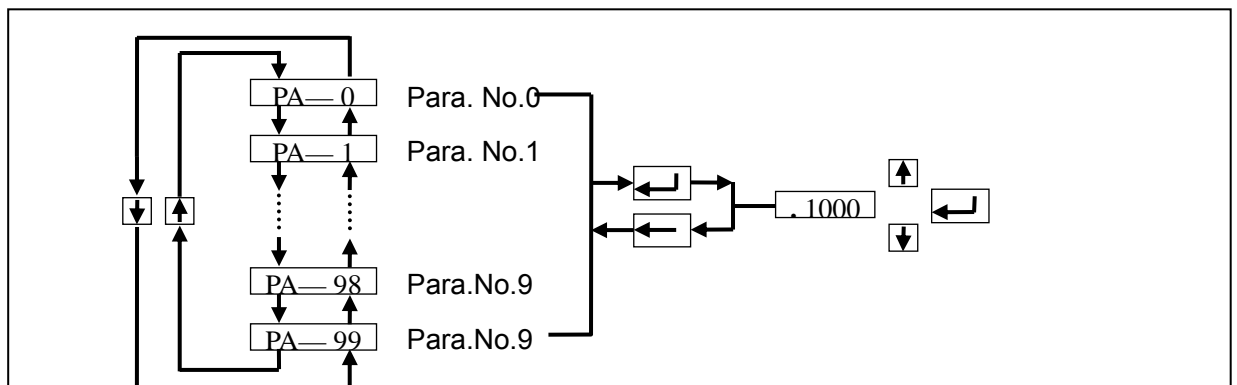 PA— 0 Para. No.0
PA— 1 Para. No.1
. 1000
PA— 98 Para.No.9
PA— 99 Para.No.9